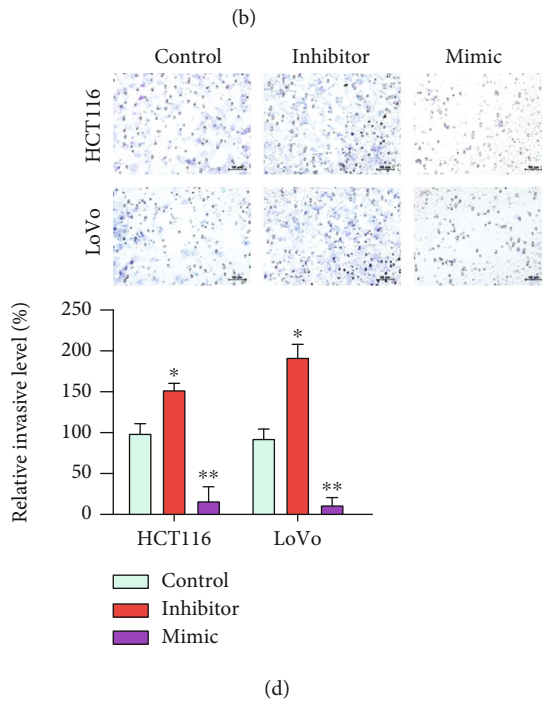 (b)
Control Inhibitor Mimic
HCT116
LoVo
Relative invasive level (%)
250
200
150
100
50
0
*
**
*
**
HCT116 LoVo
Control
Inhibitor
Mimic
(d)